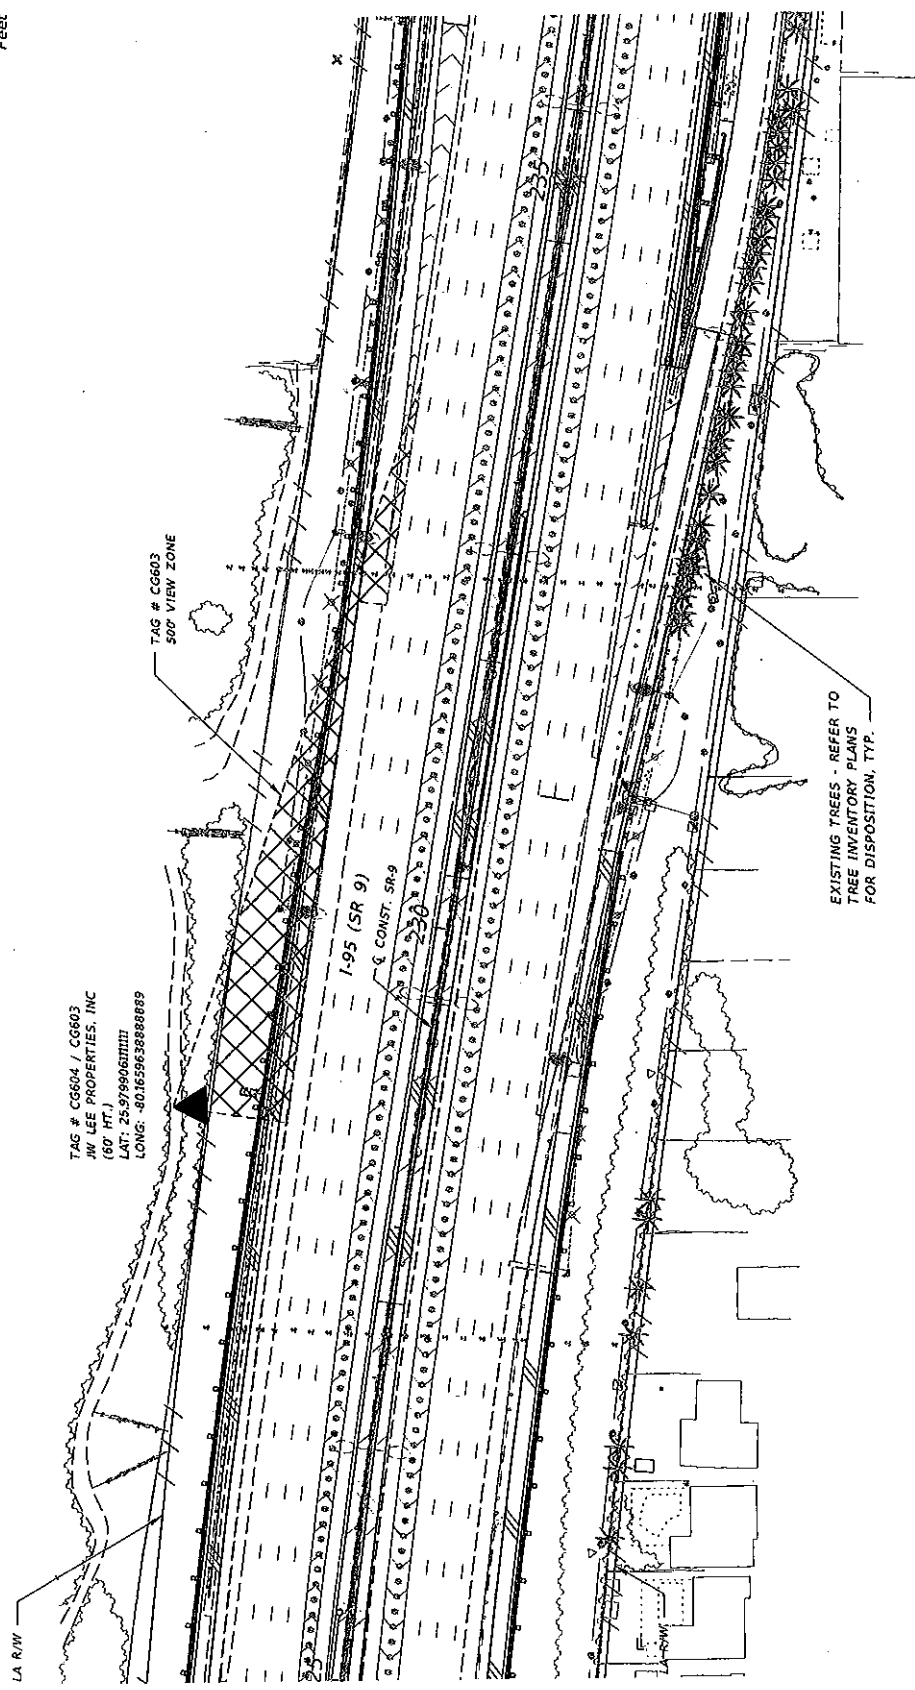 Feet
TAG # CG603
500' VIEW ZONE
TAG # CG604 / CG603
JW LEE PROPERTIES, INC
(60' HT.)
LAT: 25.97990611111111
LONG: -80.16596388888889
I-95 (SR 9)
℄ CONST. SR-9
230
235
EXISTING TREES - REFER TO
TREE INVENTORY PLANS
FOR DISPOSITION, TYP.
LA R/W
LA R/W